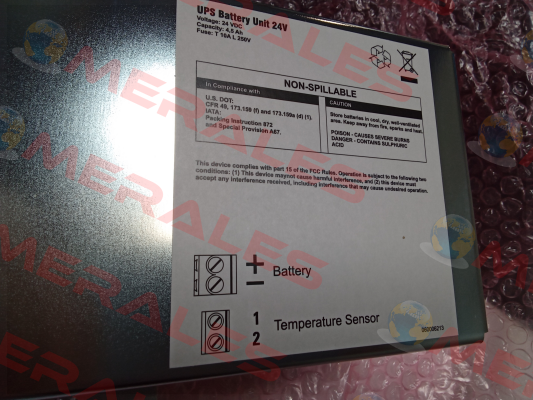 UPS Battery Unit 24V
Voltage: 24 VDC
Capacity: 4,5 Ah
Fuse: T 15A L 250V
NON-SPILLABLE
In Compliance with
CAUTION
U.S. DOT:
CFR 49, 173.159 (f) and 173.159a (d) (1).
IATA:
Packing Instruction 872
and Special Provision A67.
Store batteries in cool, dry, well-ventilated
area. Keep away from fire, sparks and heat
POISON - CAUSES SEVERE BURNS
DANGER - CONTAINS SULPHURIC
ACID
This device complies with part 15 of the FCC Rules. Operation is subject to the following two
conditions: (1) This device maynot cause harmful interference, and (2) this device must
accept any interference received, including interference that may cause undesired operation.
+
− Battery
1
2 Temperature Sensor
MERALES
MERALES
MERALES